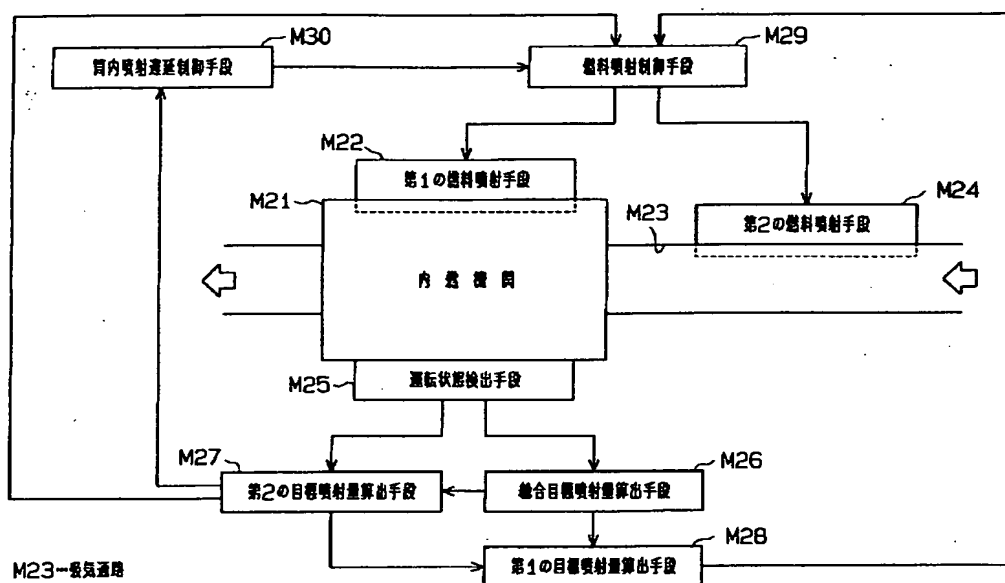 M30
M29
筒内噴射遅延制御手段
燃料噴射制御手段
M22
第1の燃料噴射手段
M21
M23
M24
第2の燃料噴射手段
内燃機関
M25
運転状態検出手段
M27
M26
第2の目標噴射量算出手段
総合目標噴射量算出手段
M28
第1の目標噴射量算出手段
M23—吸気通路